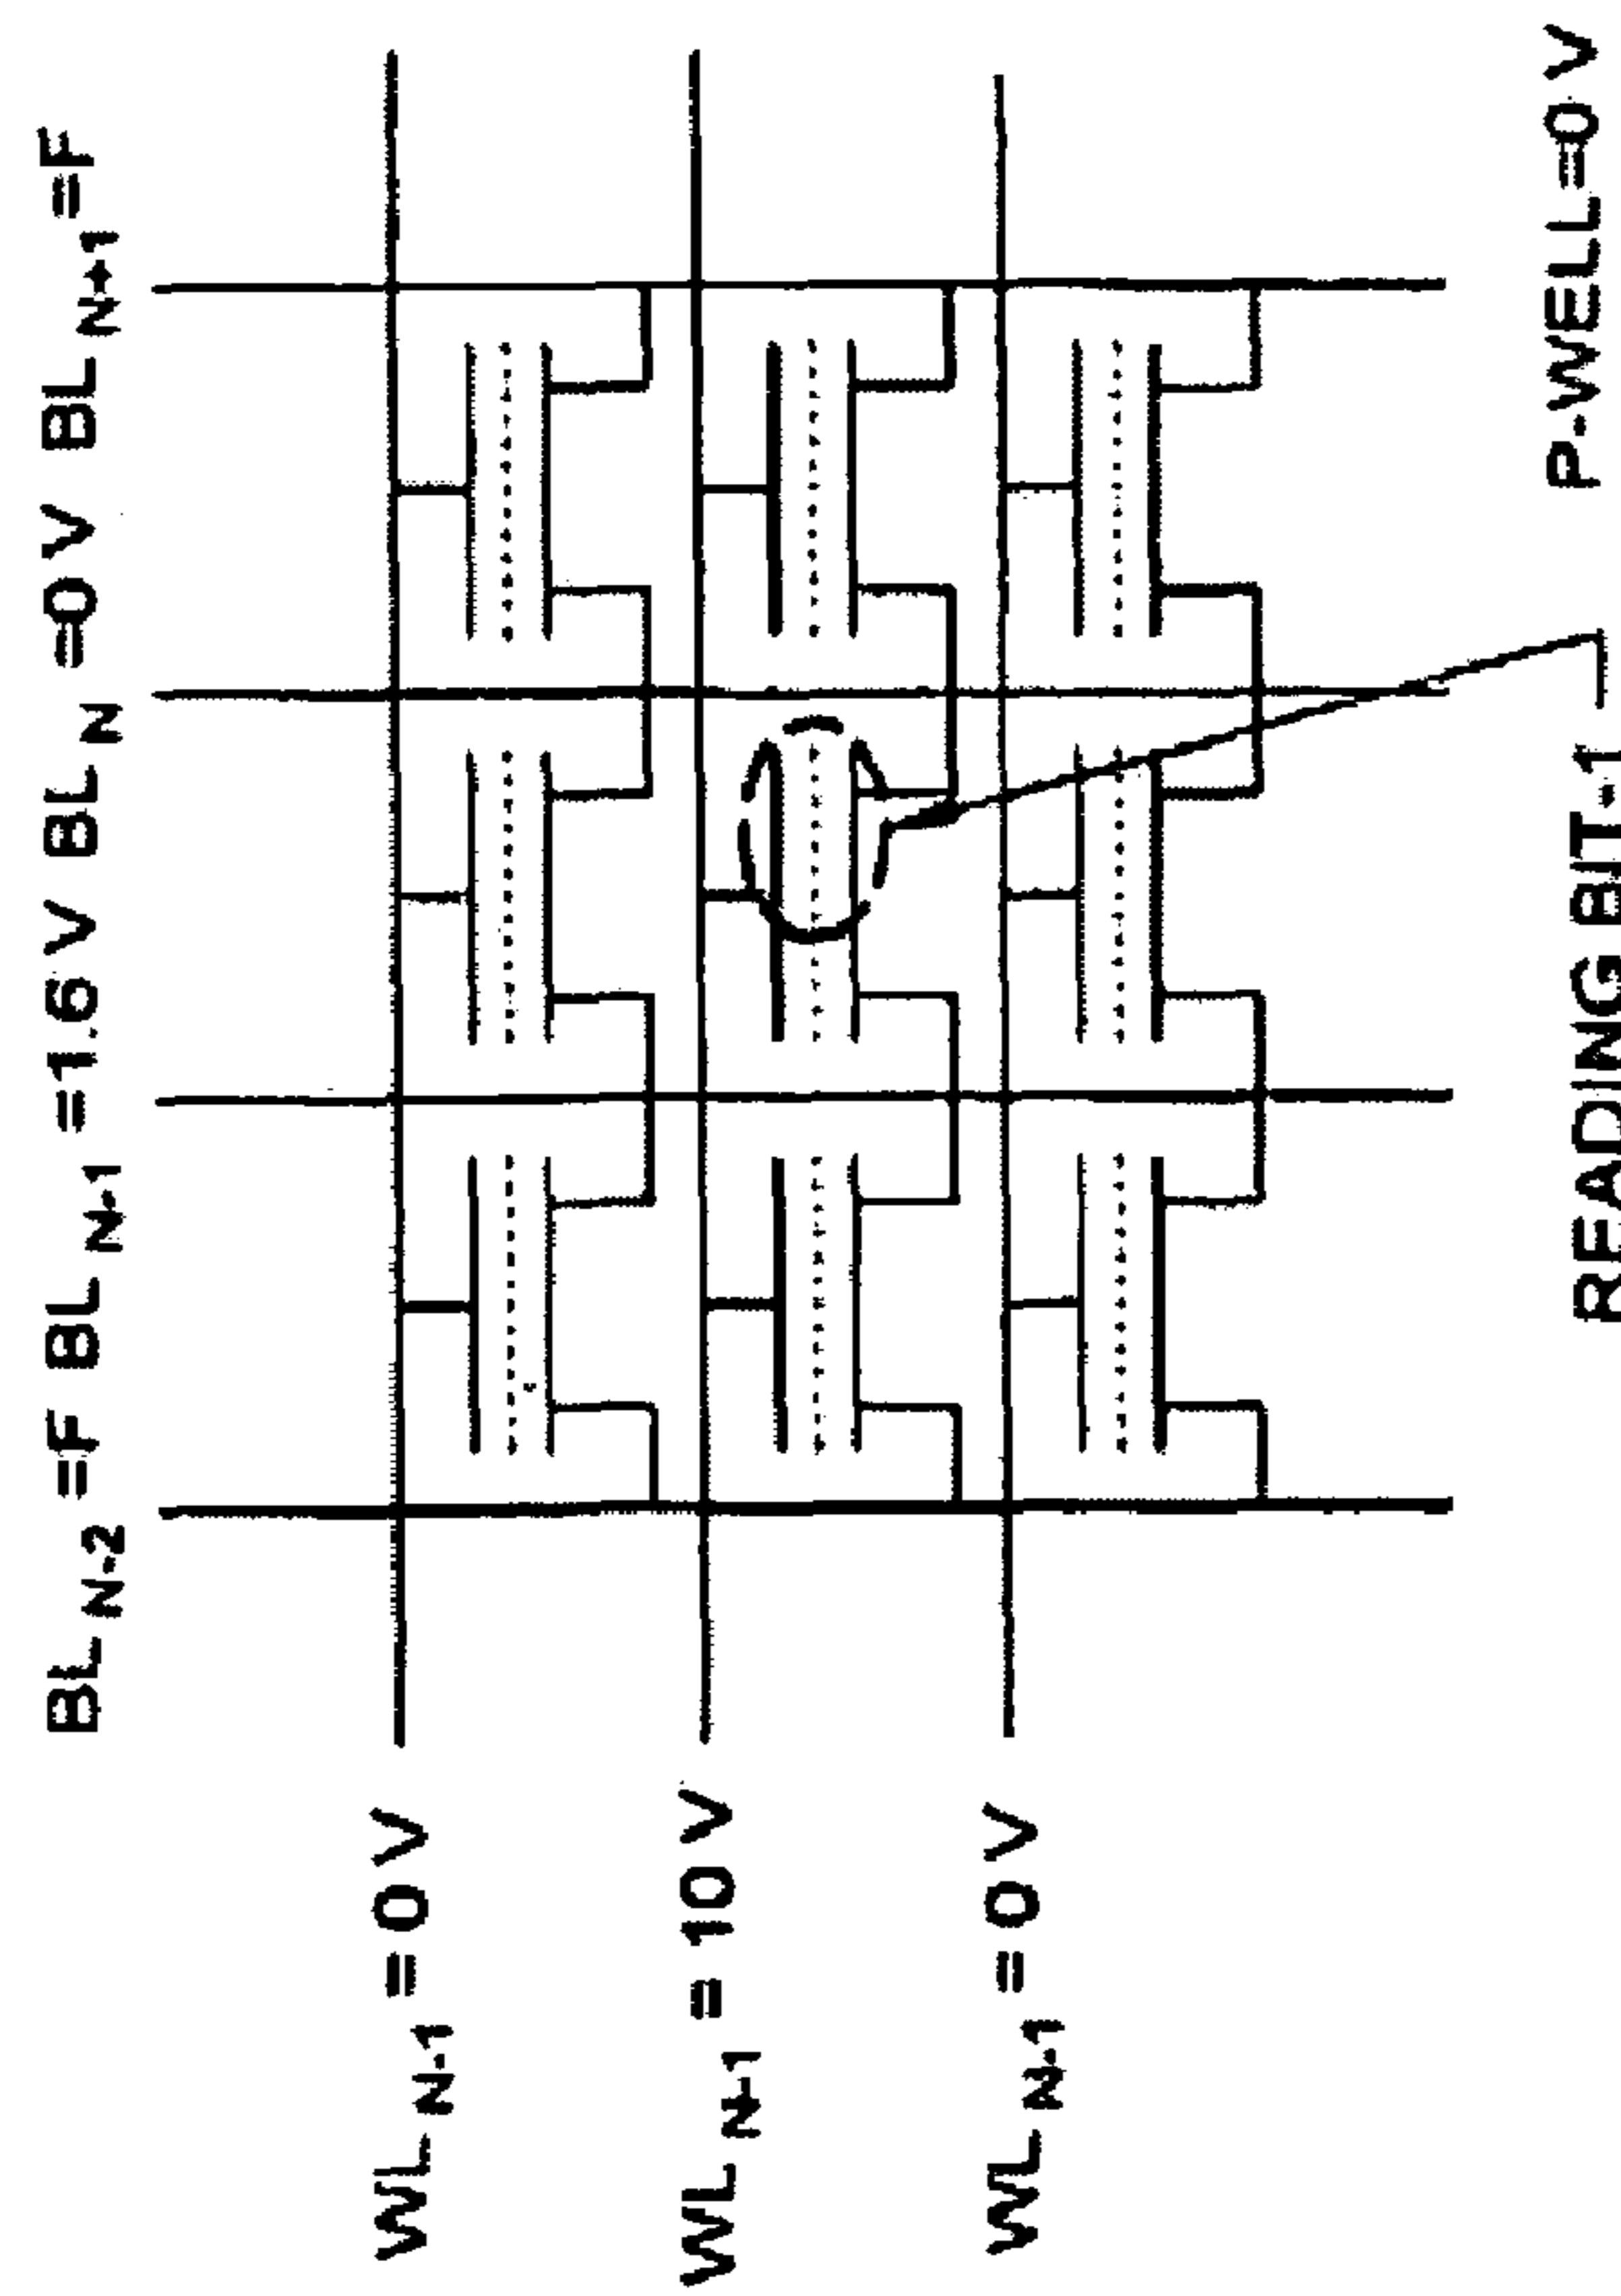 BL N-2 =F BL N-1 =1.6 V BL N =0 V BL N+1 =F
WL N-1 = 0 V
WL N-1 = 10 V
WL N-1 = 0 V
READING BIT-1 P-WELL=0 V